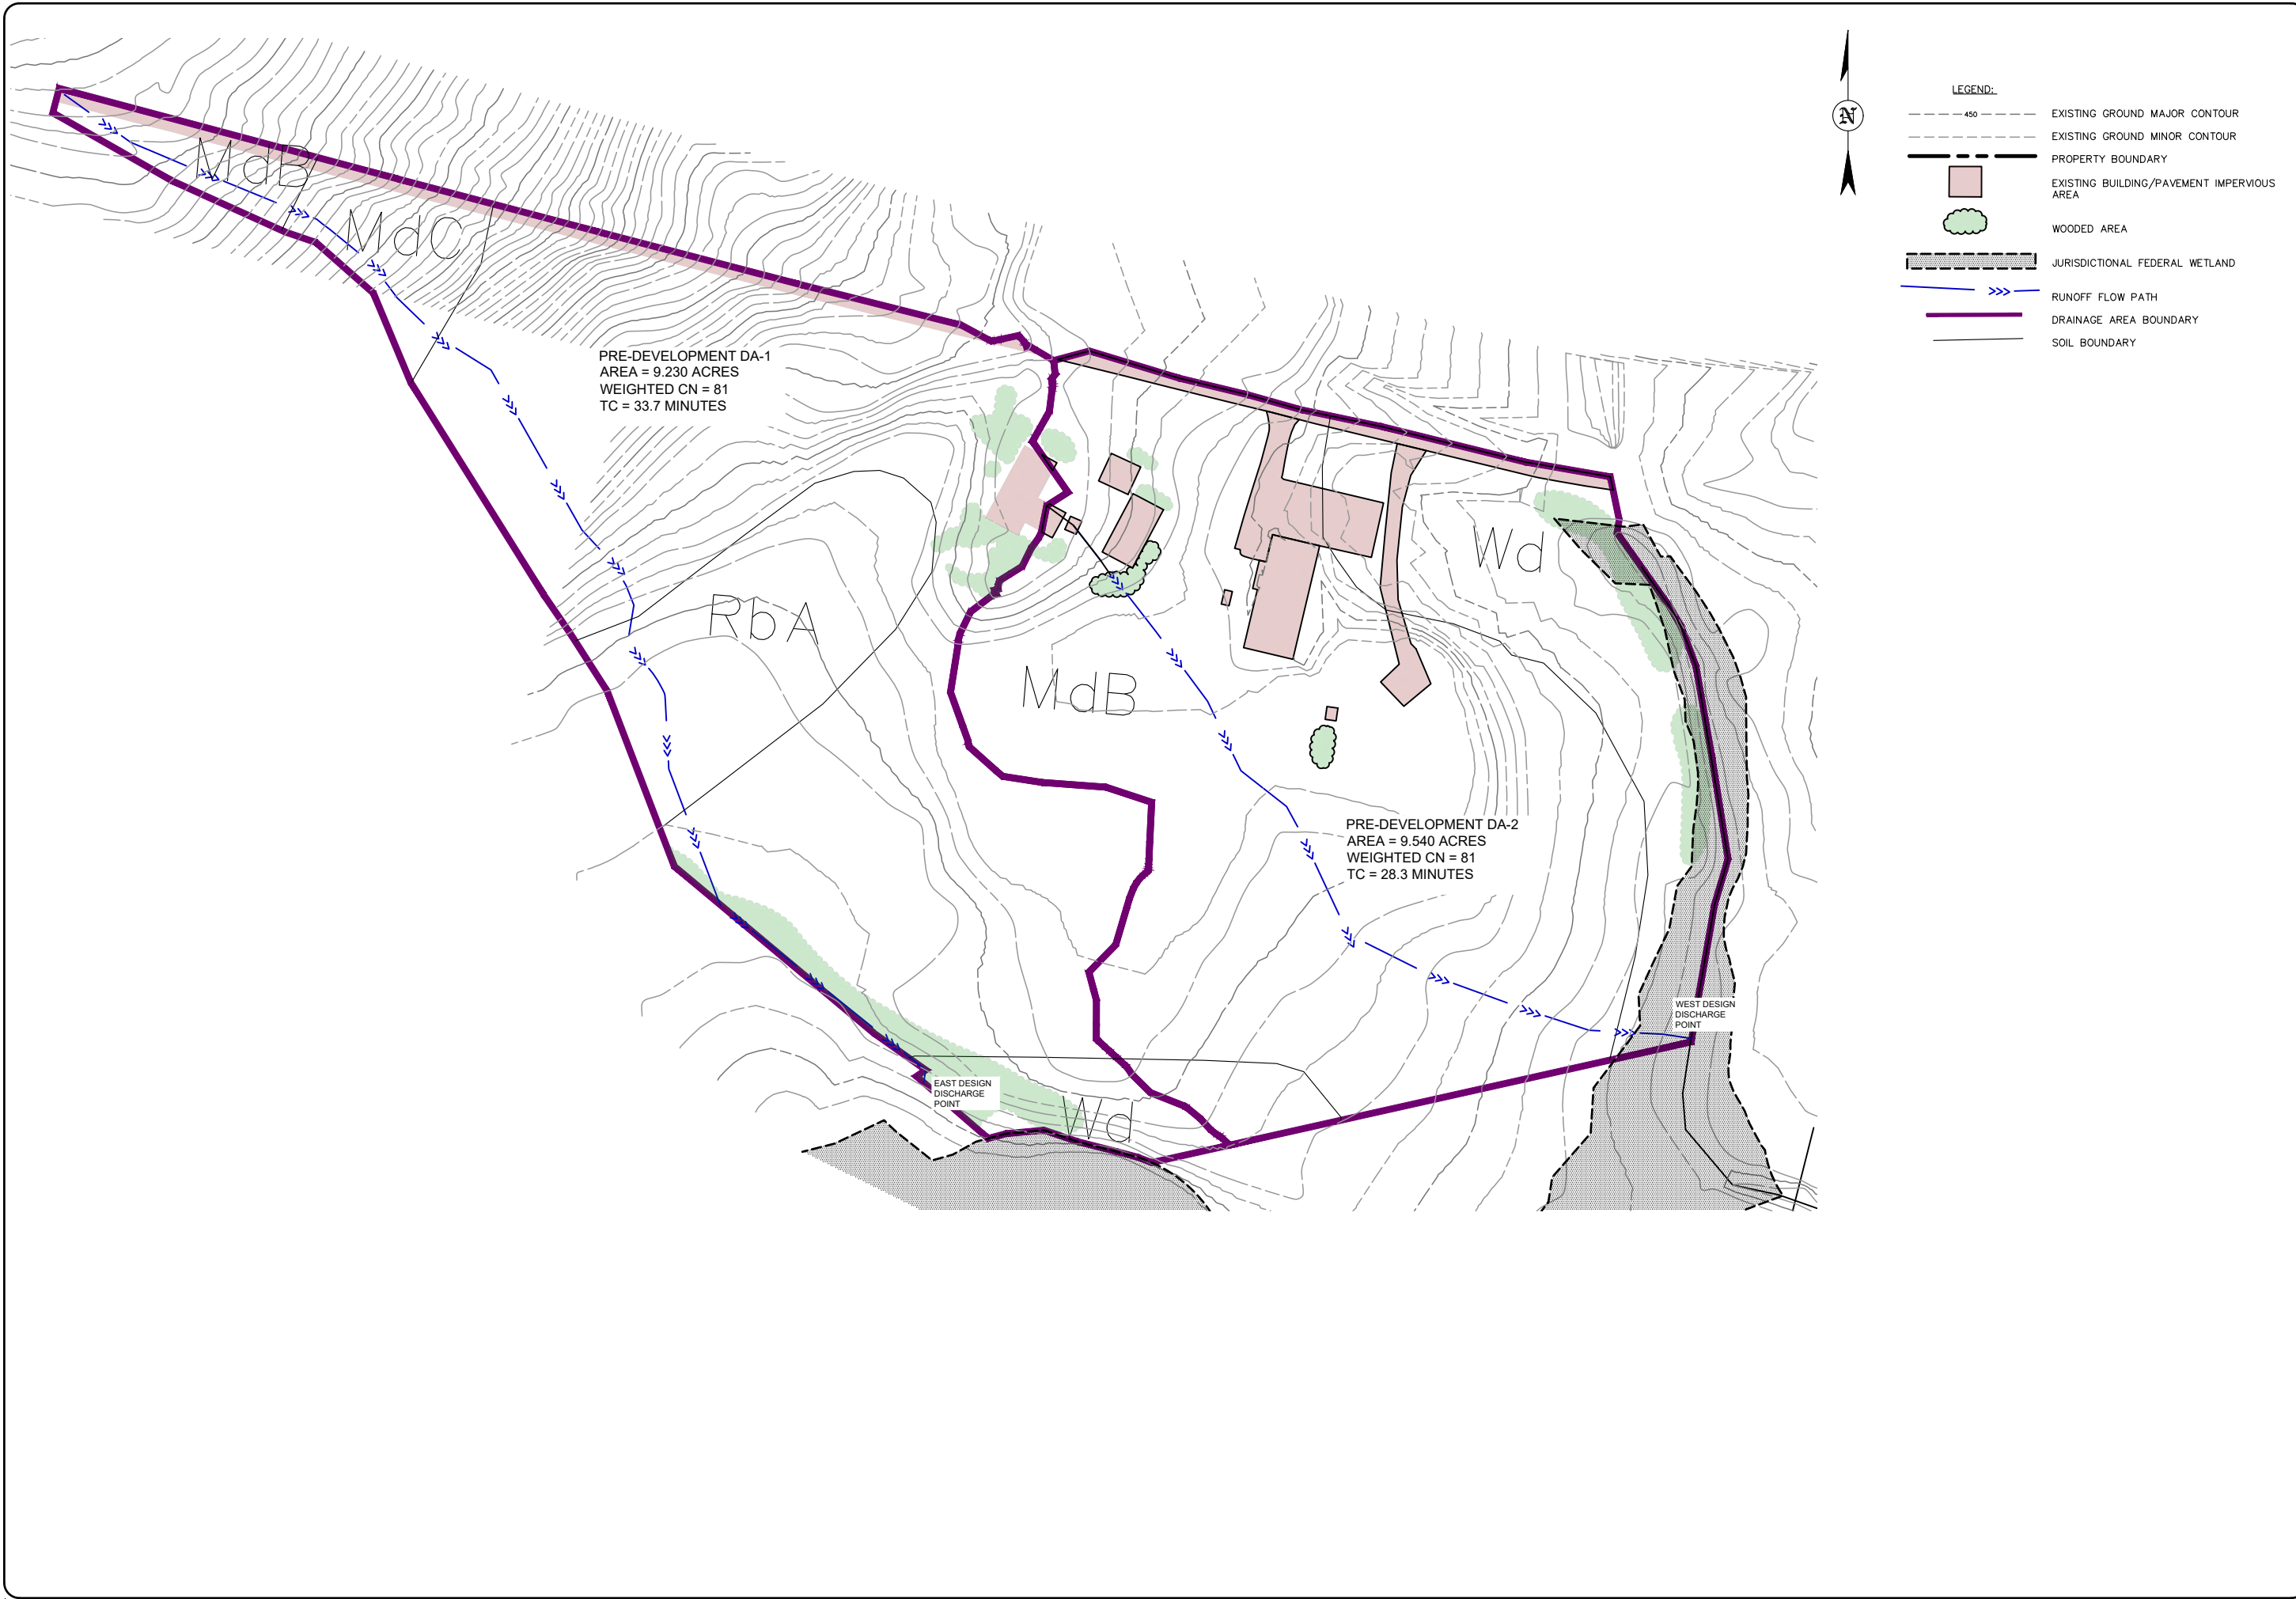 LEGEND:
450
EXISTING GROUND MAJOR CONTOUR
EXISTING GROUND MINOR CONTOUR
PROPERTY BOUNDARY
EXISTING BUILDING/PAVEMENT IMPERVIOUS
AREA
WOODED AREA
JURISDICTIONAL FEDERAL WETLAND
RUNOFF FLOW PATH
DRAINAGE AREA BOUNDARY
SOIL BOUNDARY
N
MdB
MdC
PRE-DEVELOPMENT DA-1
AREA = 9.230 ACRES
WEIGHTED CN = 81
TC = 33.7 MINUTES
Wd
RbA
MdB
PRE-DEVELOPMENT DA-2
AREA = 9.540 ACRES
WEIGHTED CN = 81
TC = 28.3 MINUTES
WEST DESIGN
DISCHARGE
POINT
EAST DESIGN
DISCHARGE
POINT
Wd